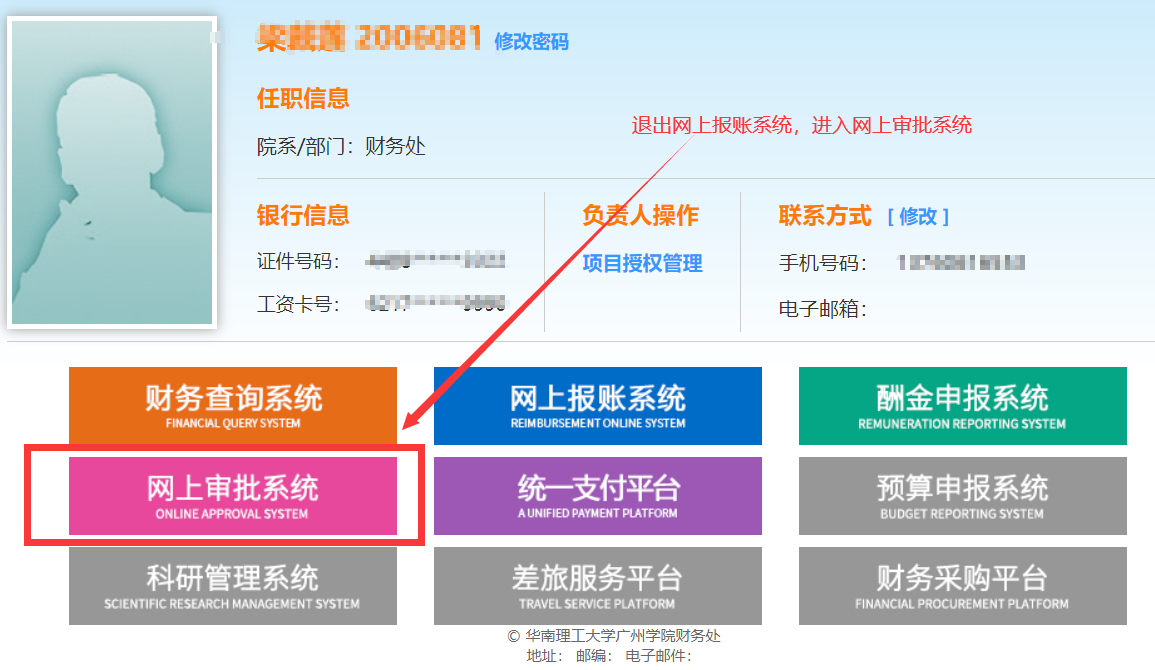 2006081 修改密码
任职信息
退出网上报账系统，进入网上审批系统
院系/部门：财务处
银行信息
负责人操作
联系方式 [ 修改 ]
证件号码：
项目授权管理
手机号码：
工资卡号：
电子邮箱：
财务查询系统
FINANCIAL QUERY SYSTEM
网上报账系统
REIMBURSEMENT ONLINE SYSTEM
酬金申报系统
REMUNERATION REPORTING SYSTEM
网上审批系统
ONLINE APPROVAL SYSTEM
统一支付平台
A UNIFIED PAYMENT PLATFORM
预算申报系统
BUDGET REPORTING SYSTEM
科研管理系统
SCIENTIFIC RESEARCH MANAGEMENT SYSTEM
差旅服务平台
TRAVEL SERVICE PLATFORM
财务采购平台
FINANCIAL PROCUREMENT PLATFORM
© 华南理工大学广州学院财务处
地址： 邮编： 电子邮件：